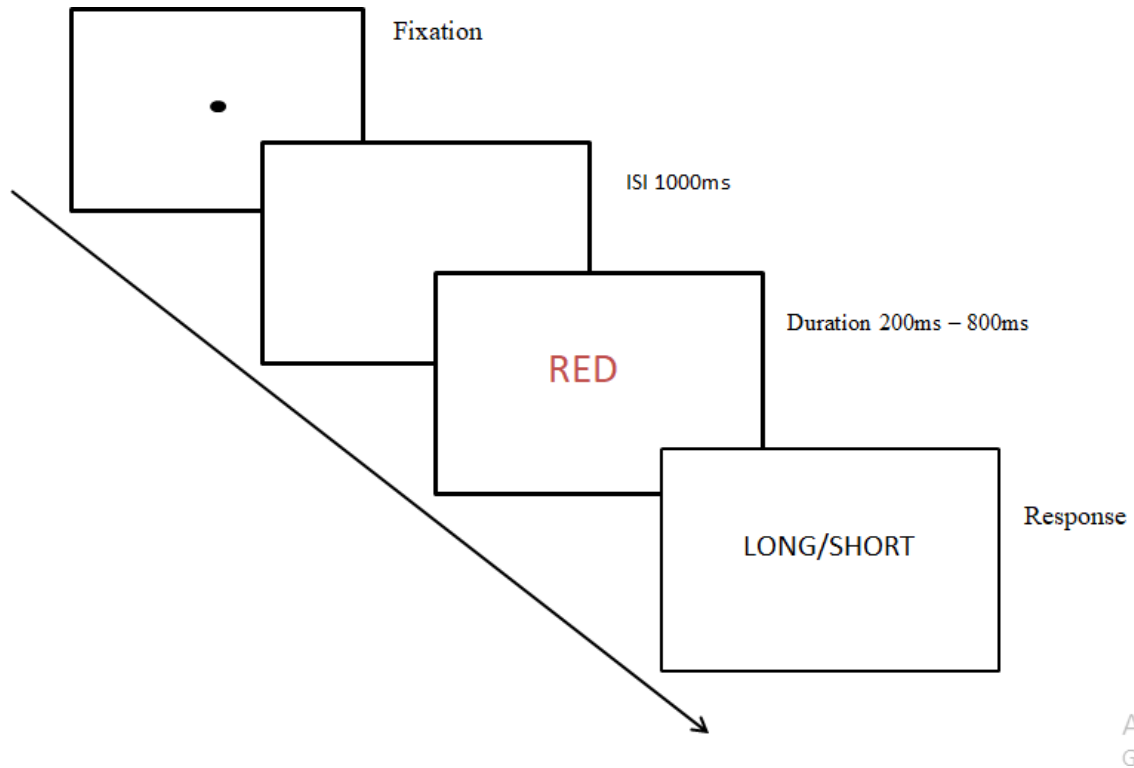 Fixation
ISI 1000ms
Duration 200ms – 800ms
RED
Response
LONG/SHORT
A
G